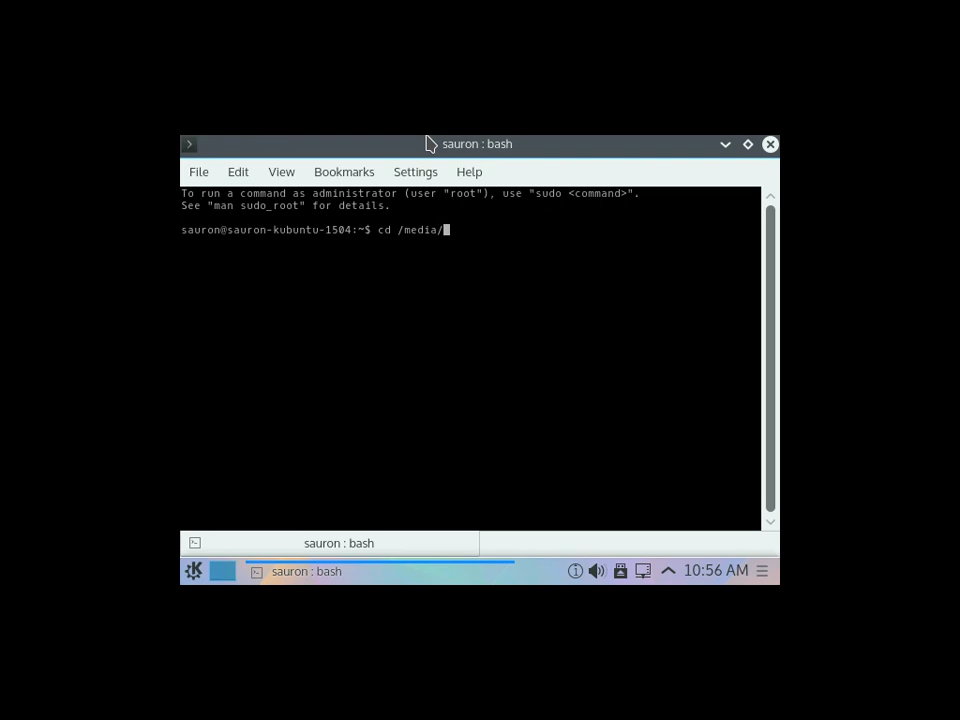 sauron : bash
File Edit View Bookmarks Settings Help
To run a command as administrator (user "root"), use "sudo <command>".
See "man sudo_root" for details.
sauron@sauron-kubuntu-1504:~$ cd /media/
sauron : bash
sauron : bash 10:56 AM